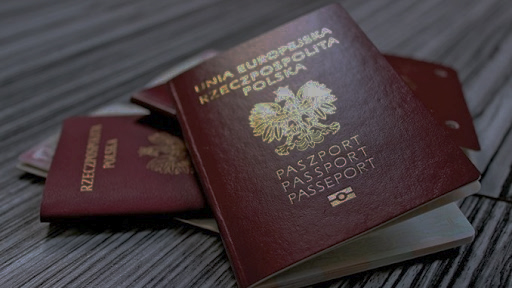 UNIA EUROPEJSKA
RZECZPOSPOLITA
POLSKA
PASZPORT
PASSPORT
PASSEPORT
RZECZPOSPOLITA
POLSKA